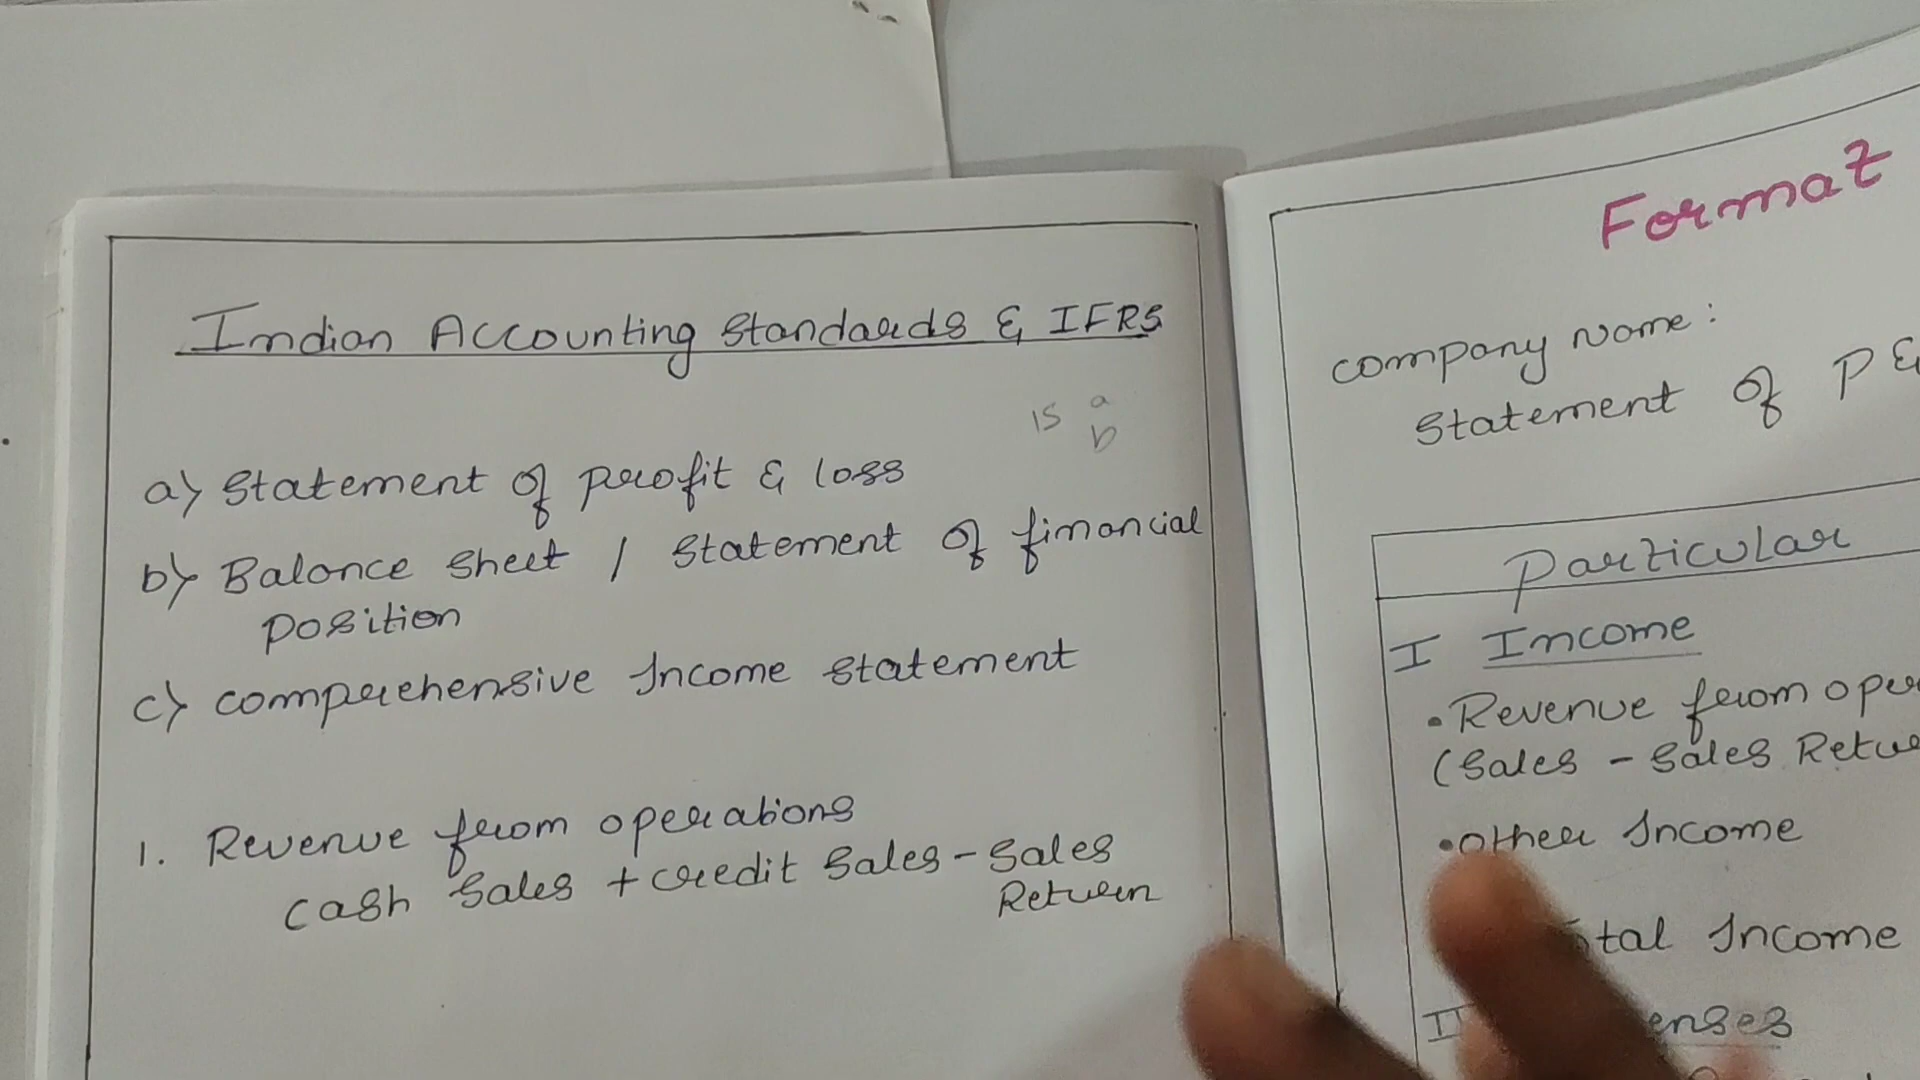 Indian Accounting Standards & IFRS
15 a
b
a) Statement of profit & loss
b) Balance Sheet / Statement of financial
position
c) comprehensive Income statement
1. Revenue from operations
cash Sales + credit Sales - Sales
Return
Format
company Name:
Statement of P &
Particular
I Income
• Revenue from oper
(Sales - Sales Retu
• Other Income
tal Income
II enses